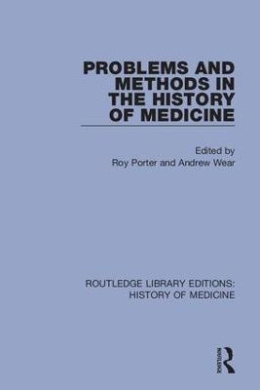 PROBLEMS AND
METHODS IN
THE HISTORY
OF MEDICINE
Edited by
Roy Porter and Andrew Wear
ROUTLEDGE LIBRARY EDITIONS:
HISTORY OF MEDICINE
ROUTLEDGE